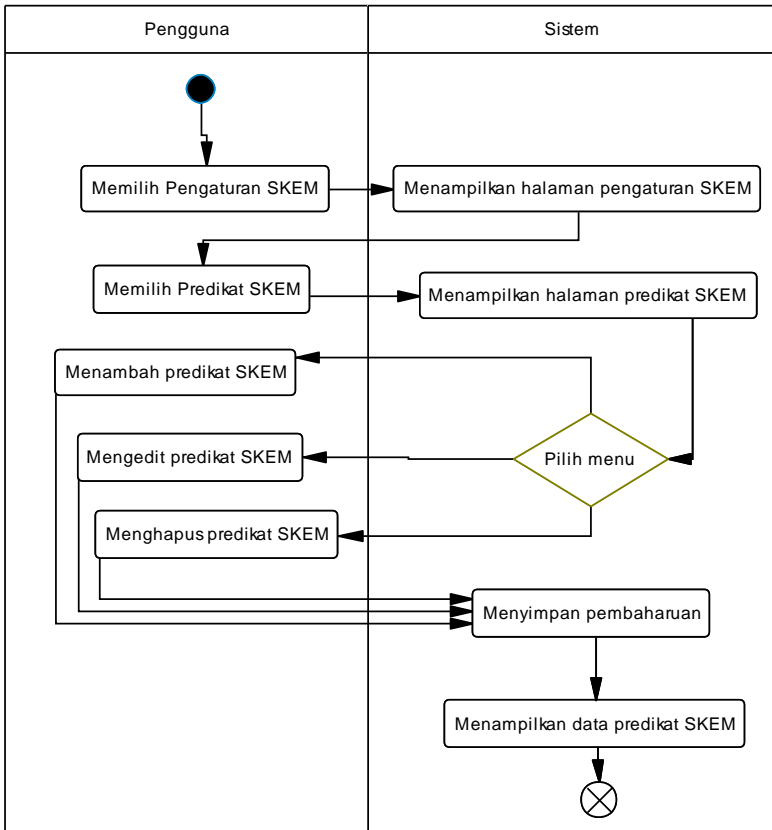 Pengguna
Sistem
Memilih Pengaturan SKEM
Menampilkan halaman pengaturan SKEM
Memilih Predikat SKEM
Menampilkan halaman predikat SKEM
Menambah predikat SKEM
Mengedit predikat SKEM
Pilih menu
Menghapus predikat SKEM
Menyimpan pembaharuan
Menampilkan data predikat SKEM